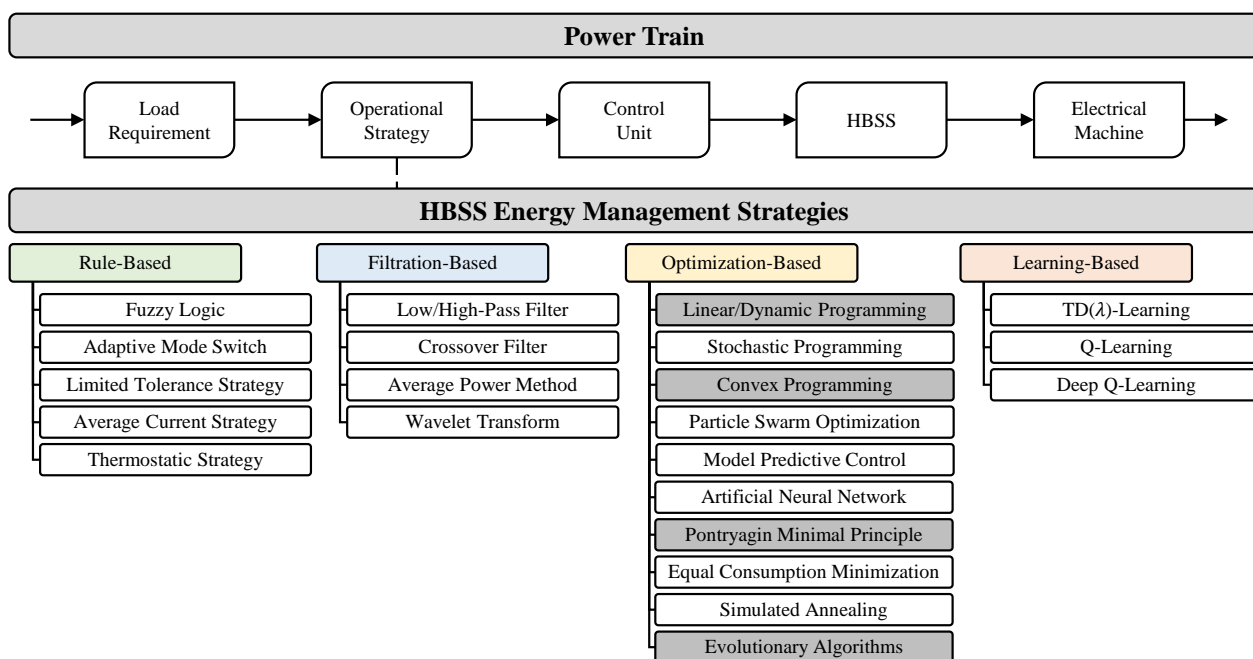 Power Train
Load
Requirement
Operational
Strategy
Control
Unit
HBSS
Electrical
Machine
HBSS Energy Management Strategies
Rule-Based
Fuzzy Logic
Adaptive Mode Switch
Limited Tolerance Strategy
Average Current Strategy
Thermostatic Strategy
Filtration-Based
Low/High-Pass Filter
Crossover Filter
Average Power Method
Wavelet Transform
Optimization-Based
Linear/Dynamic Programming
Stochastic Programming
Convex Programming
Particle Swarm Optimization
Model Predictive Control
Artificial Neural Network
Pontryagin Minimal Principle
Equal Consumption Minimization
Simulated Annealing
Evolutionary Algorithms
Learning-Based
TD(λ)-Learning
Q-Learning
Deep Q-Learning